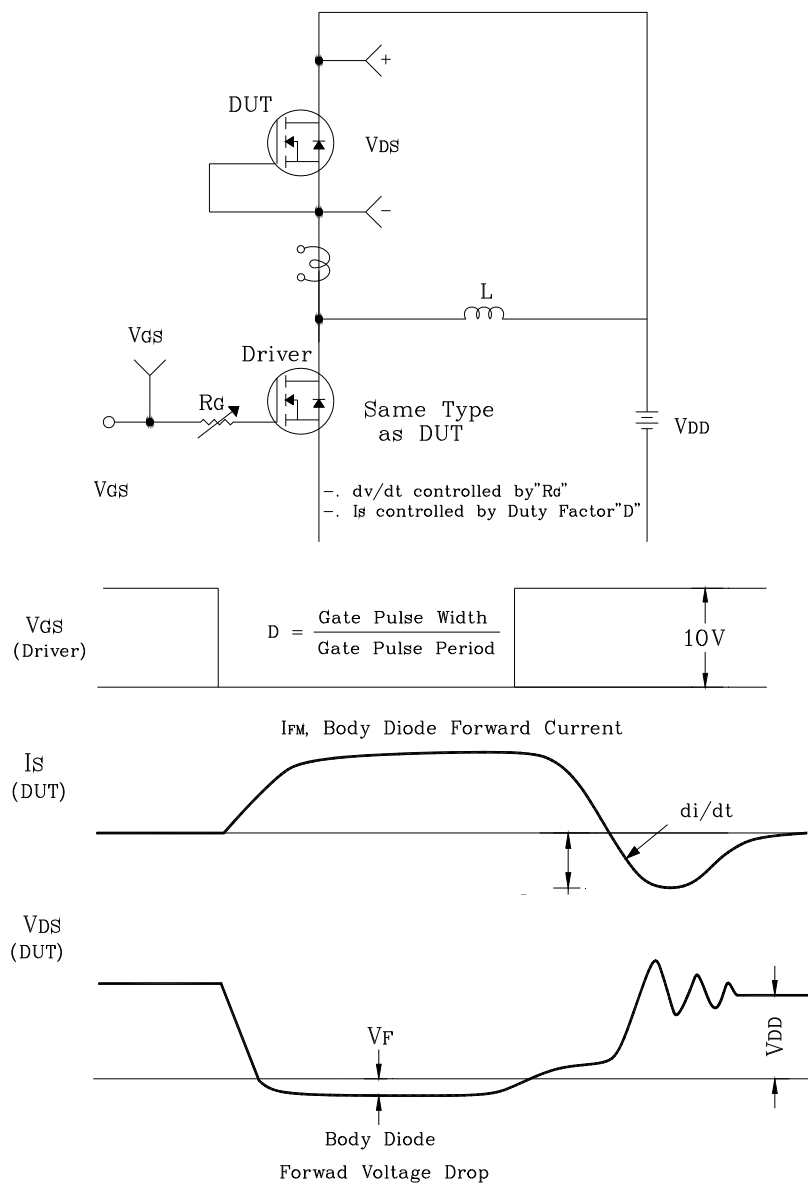 +
DUT
VDS
-
L
VGS
Driver
RG
Same Type
as DUT
VDD
VGS
-. dv/dt controlled by"RG"
-. Is controlled by Duty Factor"D"
VGS
(Driver)
D = Gate Pulse Width
Gate Pulse Period
10V
IFM, Body Diode Forward Current
IS
(DUT)
di/dt
VDS
(DUT)
VF
VDD
Body Diode
Forwad Voltage Drop